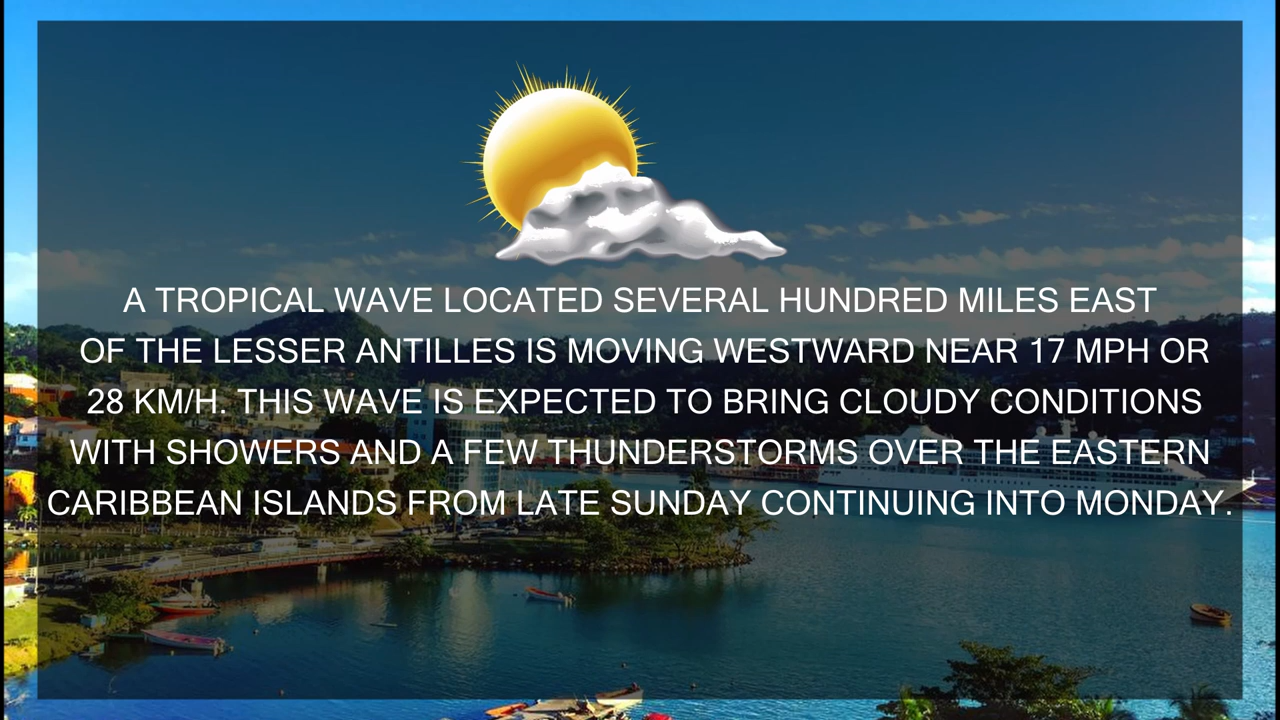 A TROPICAL WAVE LOCATED SEVERAL HUNDRED MILES EAST
OF THE LESSER ANTILLES IS MOVING WESTWARD NEAR 17 MPH OR
28 KM/H. THIS WAVE IS EXPECTED TO BRING CLOUDY CONDITIONS
WITH SHOWERS AND A FEW THUNDERSTORMS OVER THE EASTERN
CARIBBEAN ISLANDS FROM LATE SUNDAY CONTINUING INTO MONDAY.